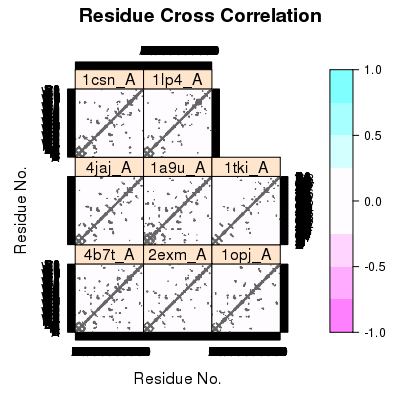 Residue Cross Correlation
1csn_A 1lp4_A
4jaj_A 1a9u_A 1tki_A
4b7t_A 2exm_A 1opj_A
Residue No.
Residue No.
1.0
0.5
0.0
-0.5
-1.0